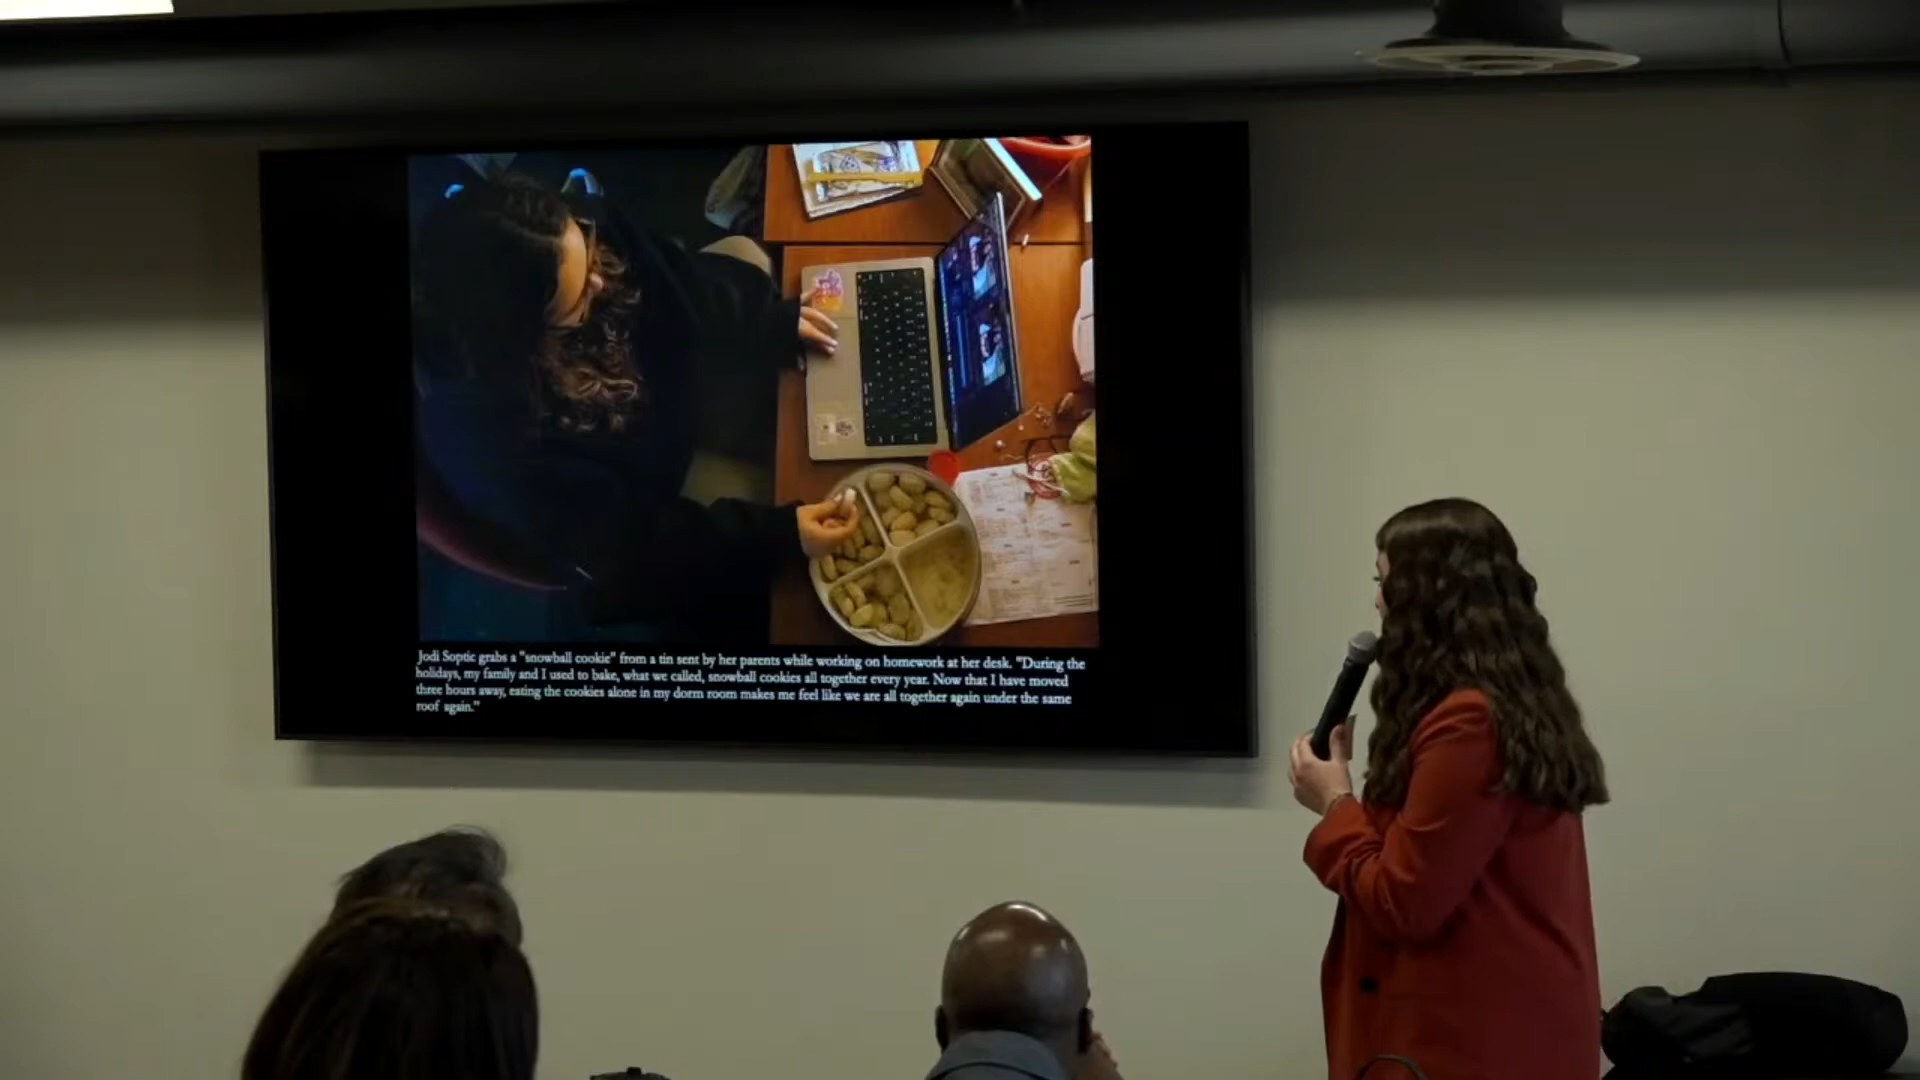 Jodi Soptic grabs a "snowball cookie" from a tin sent by her parents while working on homework at her desk. "During the
holidays, my family and I used to bake, what we called, snowball cookies all together every year. Now that I have moved
three hours away, eating the cookies alone in my dorm room makes me feel like we are all together again under the same
roof again."